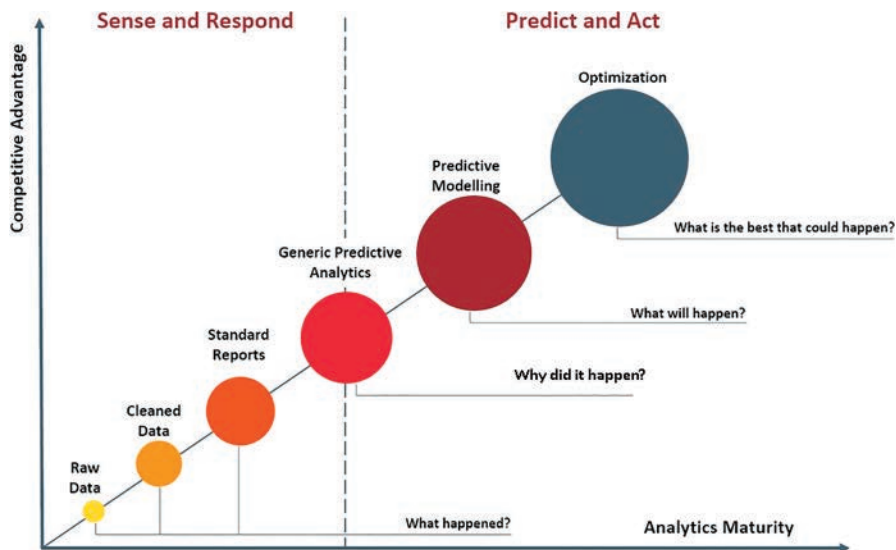 Sense and Respond
Predict and Act
Competitive Advantage
Optimization
Predictive
Modelling
What is the best that could happen?
Generic Predictive
Analytics
What will happen?
Standard
Reports
Why did it happen?
Cleaned
Data
Raw
Data
What happened?
Analytics Maturity